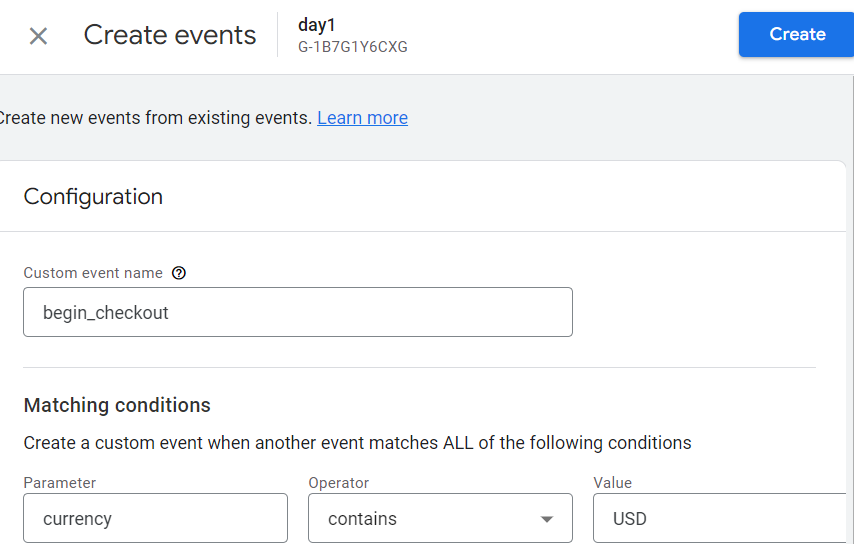 Create events
day1
G-1B7G1Y6CXG
Create
Create new events from existing events. Learn more
Configuration
Custom event name
begin_checkout
Matching conditions
Create a custom event when another event matches ALL of the following conditions
Parameter Operator Value
currency contains USD